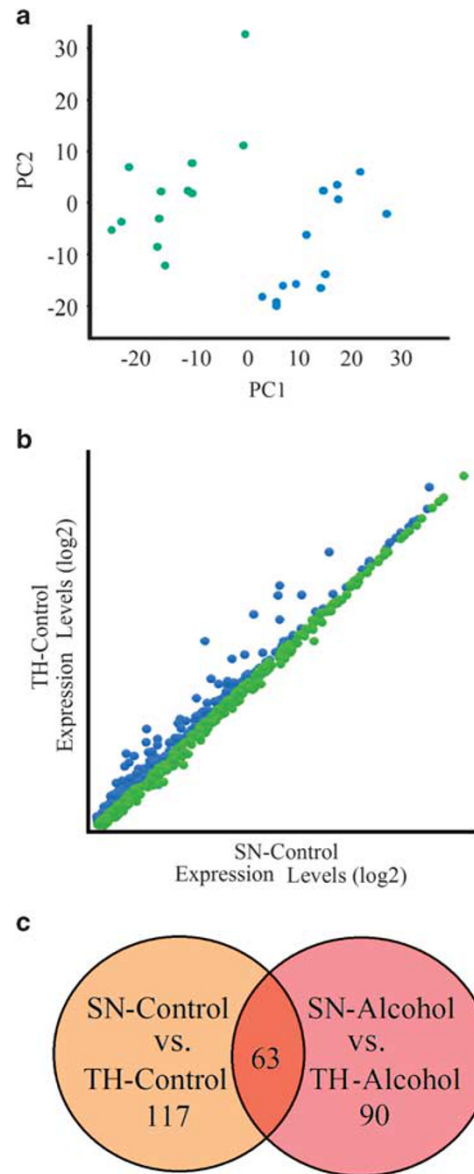 a
PC2
30
30
10
0
-10
-20
-20
-10
0
10
20
30
PC1
b
TH-Control
Expression Levels (log2)
SN-Control
Expression Levels (log2)
c
SN-Control
vs.
TH-Control
117
63
SN-Alcohol
vs.
TH-Alcohol
90